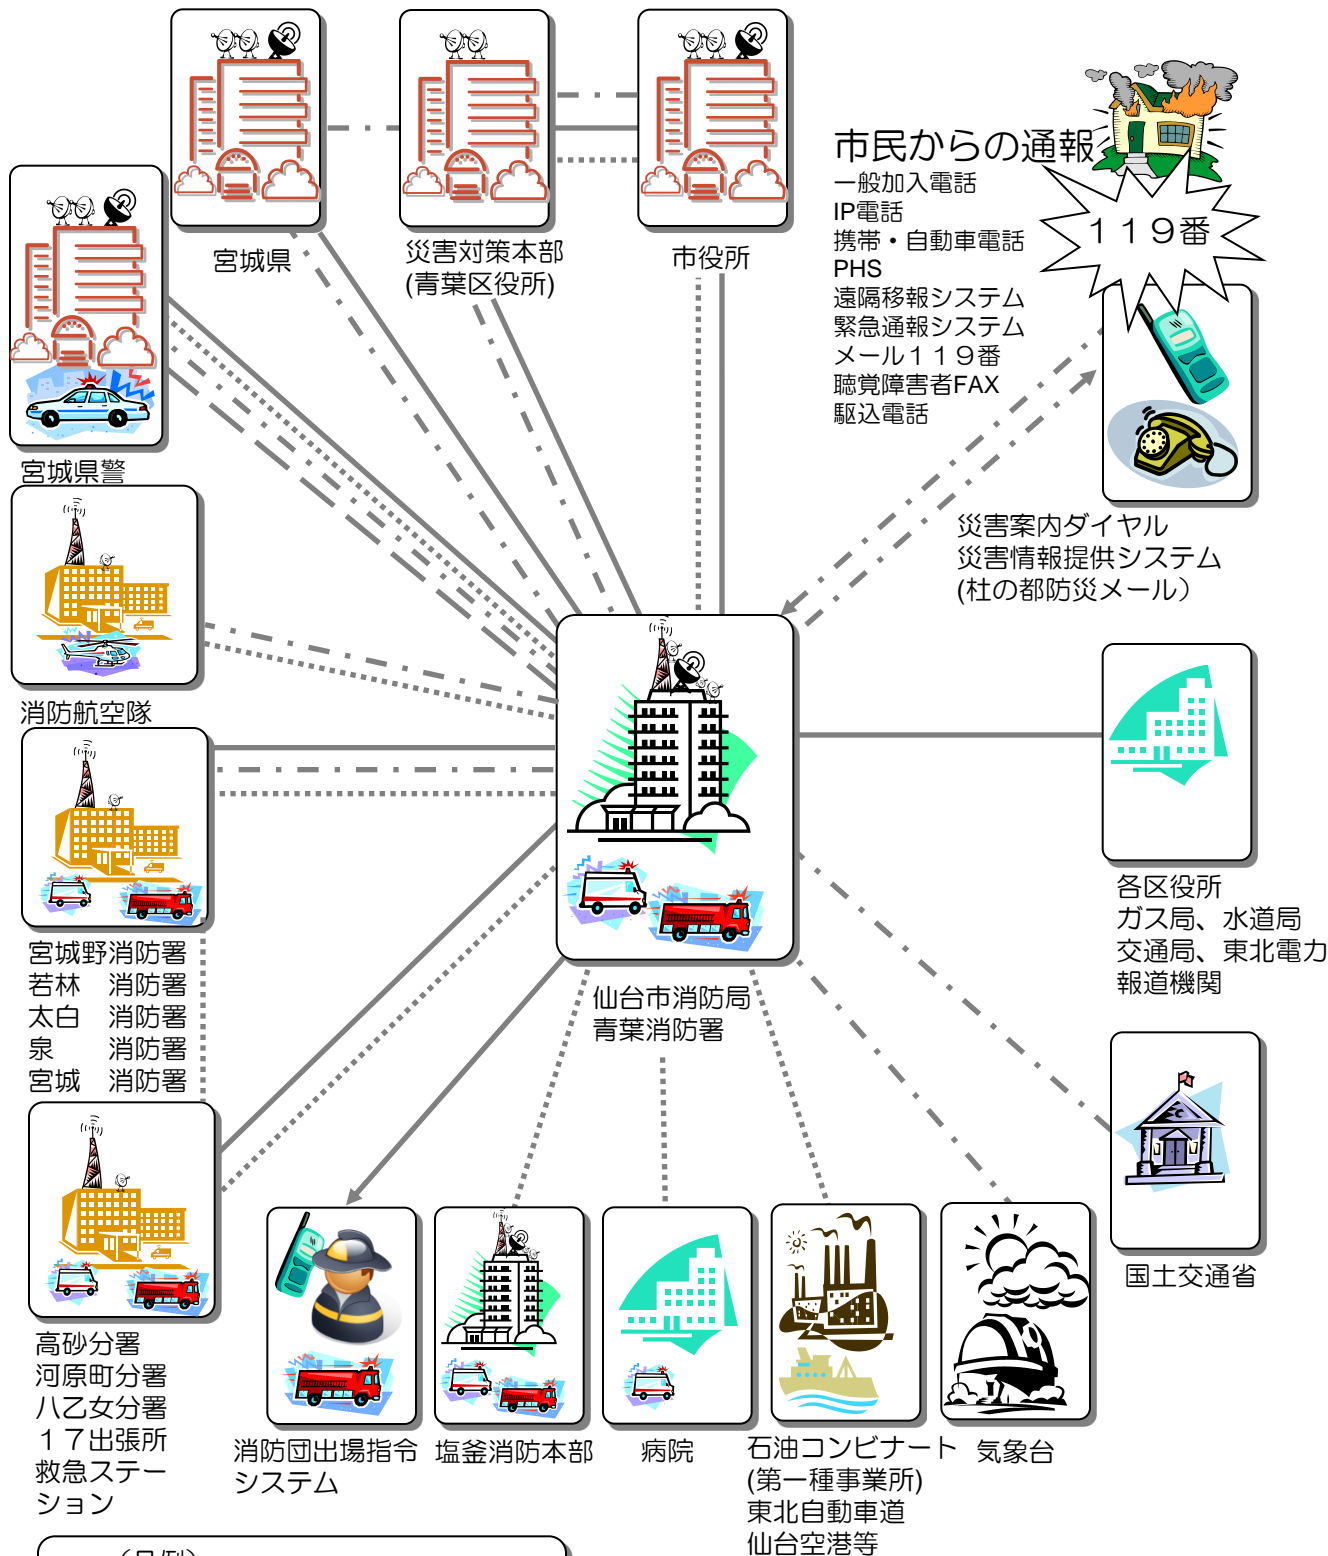 宮城県
災害対策本部
(青葉区役所)
市役所
市民からの通報
一般加入電話
IP電話
携帯・自動車電話
PHS
遠隔移報システム
緊急通報システム
メール１１９番
聴覚障害者FAX
駆込電話
１１９番
宮城県警
災害案内ダイヤル
災害情報提供システム
(杜の都防災メール）
消防航空隊
宮城野消防署
若林　消防署
太白　消防署
泉　　消防署
宮城　消防署
仙台市消防局
青葉消防署
各区役所
ガス局、水道局
交通局、東北電力
報道機関
国土交通省
高砂分署
河原町分署
八乙女分署
１７出張所
救急ステー
ション
消防団出場指令
システム
塩釜消防本部
病院
石油コンビナート
(第一種事業所)
東北自動車道
仙台空港等
気象台